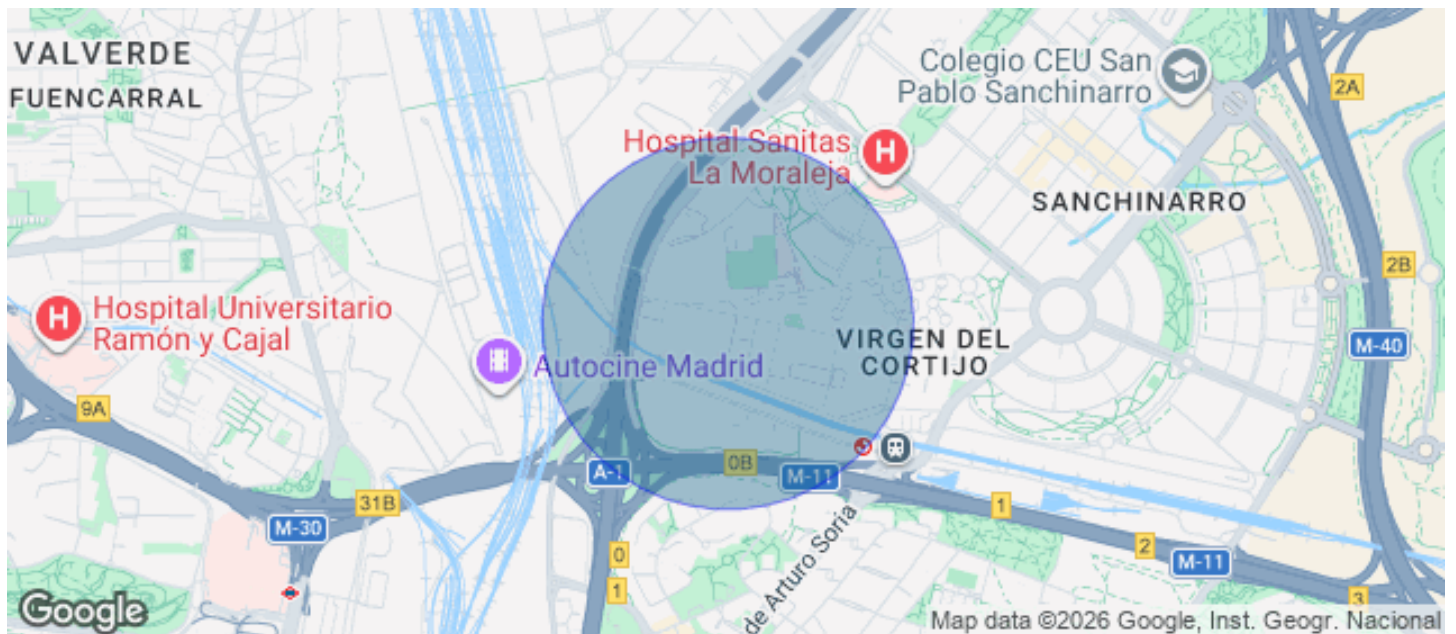 VALVERDE
FUENCARRAL
Colegio CEU San
Pablo Sanchinarro
2A
Hospital Sanitas
La Moraleja
H
SANCHINARRO
2B
H
Hospital Universitario
Ramón y Cajal
Autocine Madrid
VIRGEN DEL
CORTIJO
M-40
9A
A-1
0B
M-11
31B
M-30
1
2
M-11
0
1
3
de Arturo Soria
Google
Map data ©2026 Google, Inst. Geogr. Nacional